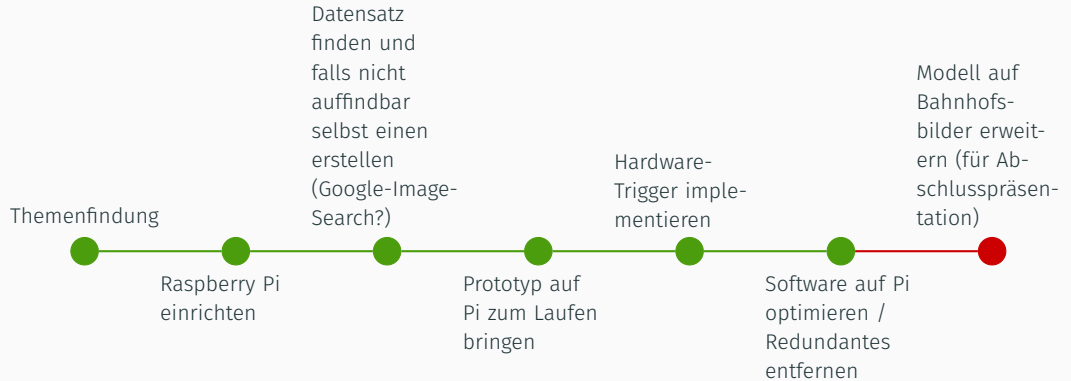 Themenfindung
Raspberry Pi
einrichten
Datensatz
finden und
falls nicht
auffindbar
selbst einen
erstellen
(Google-Image-
Search?)
Prototyp auf
Pi zum Laufen
bringen
Hardware-
Trigger imple-
mentieren
Software auf Pi
optimieren /
Redundantes
entfernen
Modell auf
Bahnhofs-
bilder erweit-
ern (für Ab-
schlusspräsen-
tation)